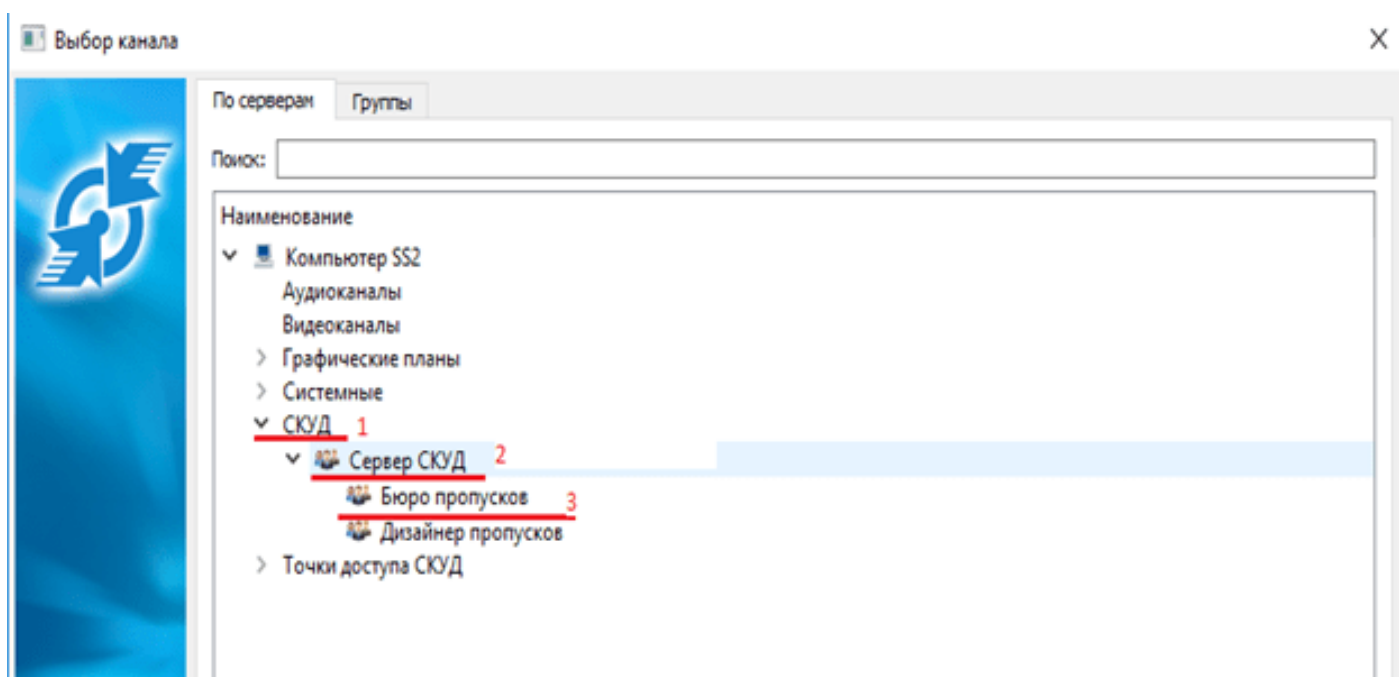 Выбор канала
По серверам Группы
Поиск:
Наименование
Компьютер SS2
Аудиоканалы
Видеоканалы
Графические планы
Системные
СКУД 1
Сервер СКУД 2
Бюро пропусков 3
Дизайнер пропусков
Точки доступа СКУД